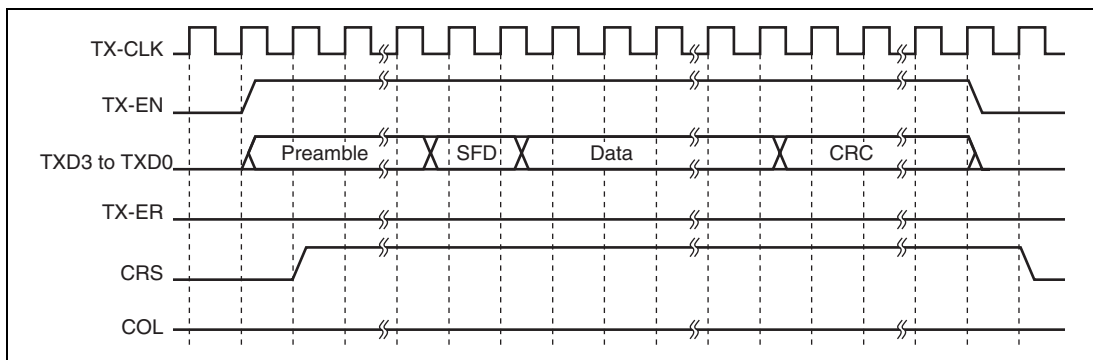 TX-CLK
TX-EN
TXD3 to TXD0
Preamble SFD Data CRC
TX-ER
CRS
COL